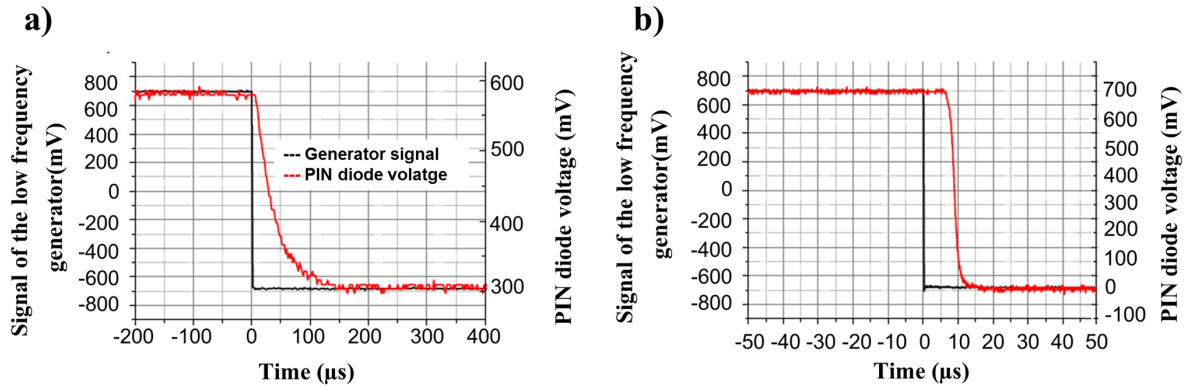 a)
Signal of the low frequency
generator(mV)
800
600
400
200
0
-200
-400
-600
-800
600
500
400
300
PIN diode voltage (mV)
Generator signal
PIN diode volatge
-200 -100 0 100 200 300 400
Time (μs)
b)
Signal of the low frequency
generator(mV)
800
600
400
200
0
-200
-400
-600
-800
700
600
500
400
300
200
100
0
-100
PIN diode voltage (mV)
-50 -40 -30 -20 -10 0 10 20 30 40 50
Time (μs)